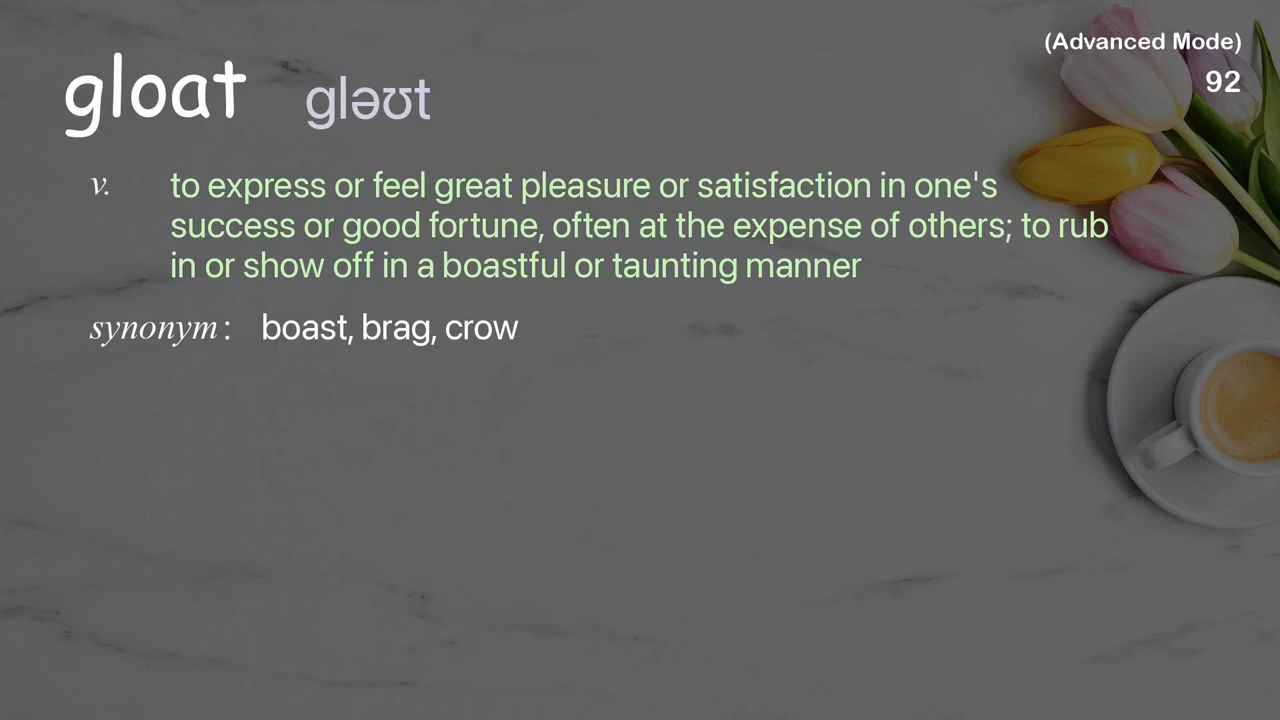 (Advanced Mode)
92
gloat gləʊt
v. to express or feel great pleasure or satisfaction in one's
success or good fortune, often at the expense of others; to rub
in or show off in a boastful or taunting manner
synonym : boast, brag, crow